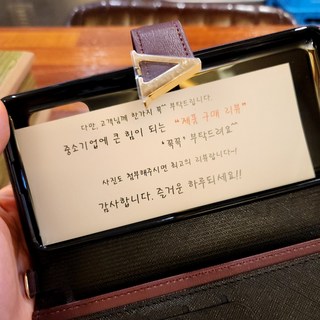 다만, 고객님께 한가지 꼭^^ 부탁드립니다.
중소기업에 큰 힘이 되는 "제품 구매 리뷰"
'꼭꼭' 부탁드려요^^
사진도 첨부해주시면 최고의 리뷰입니다~!
감사합니다. 즐거운 하루되세요!!